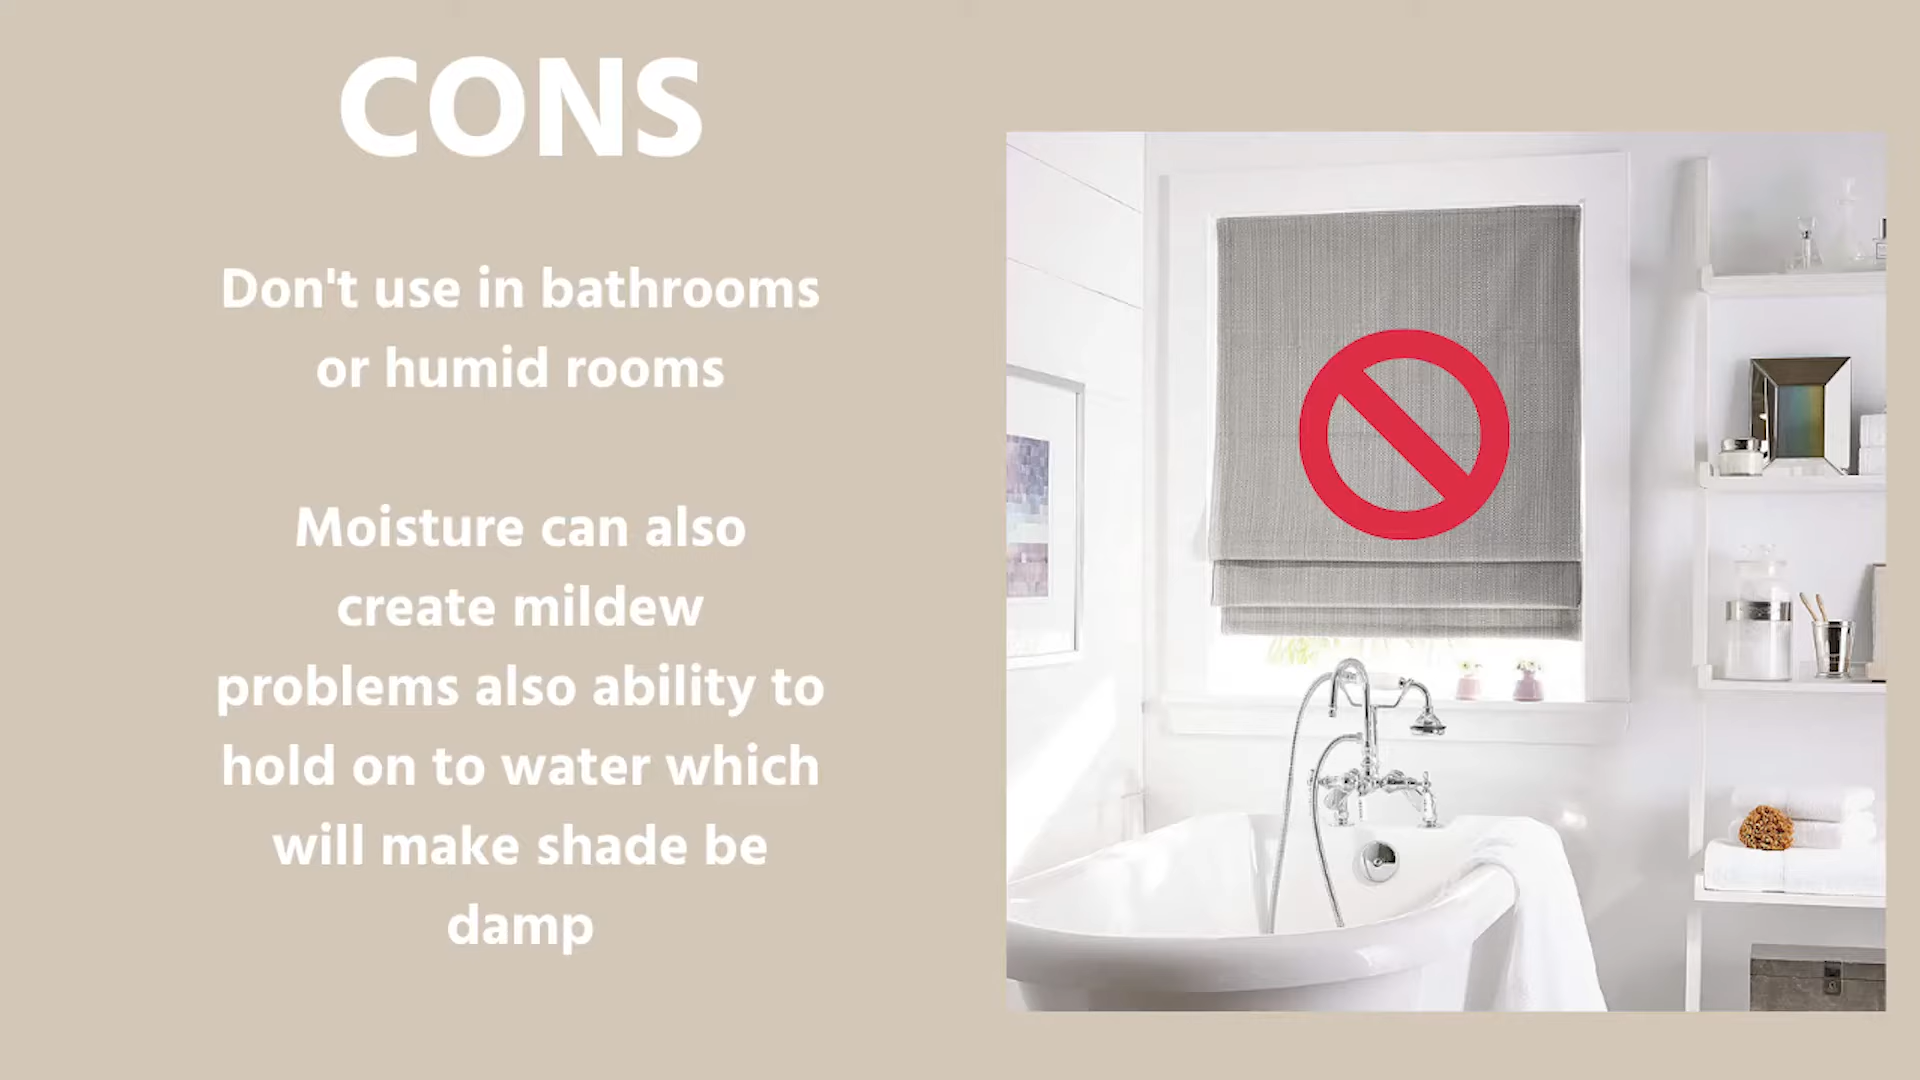 CONS
Don't use in bathrooms
or humid rooms
Moisture can also
create mildew
problems also ability to
hold on to water which
will make shade be
damp